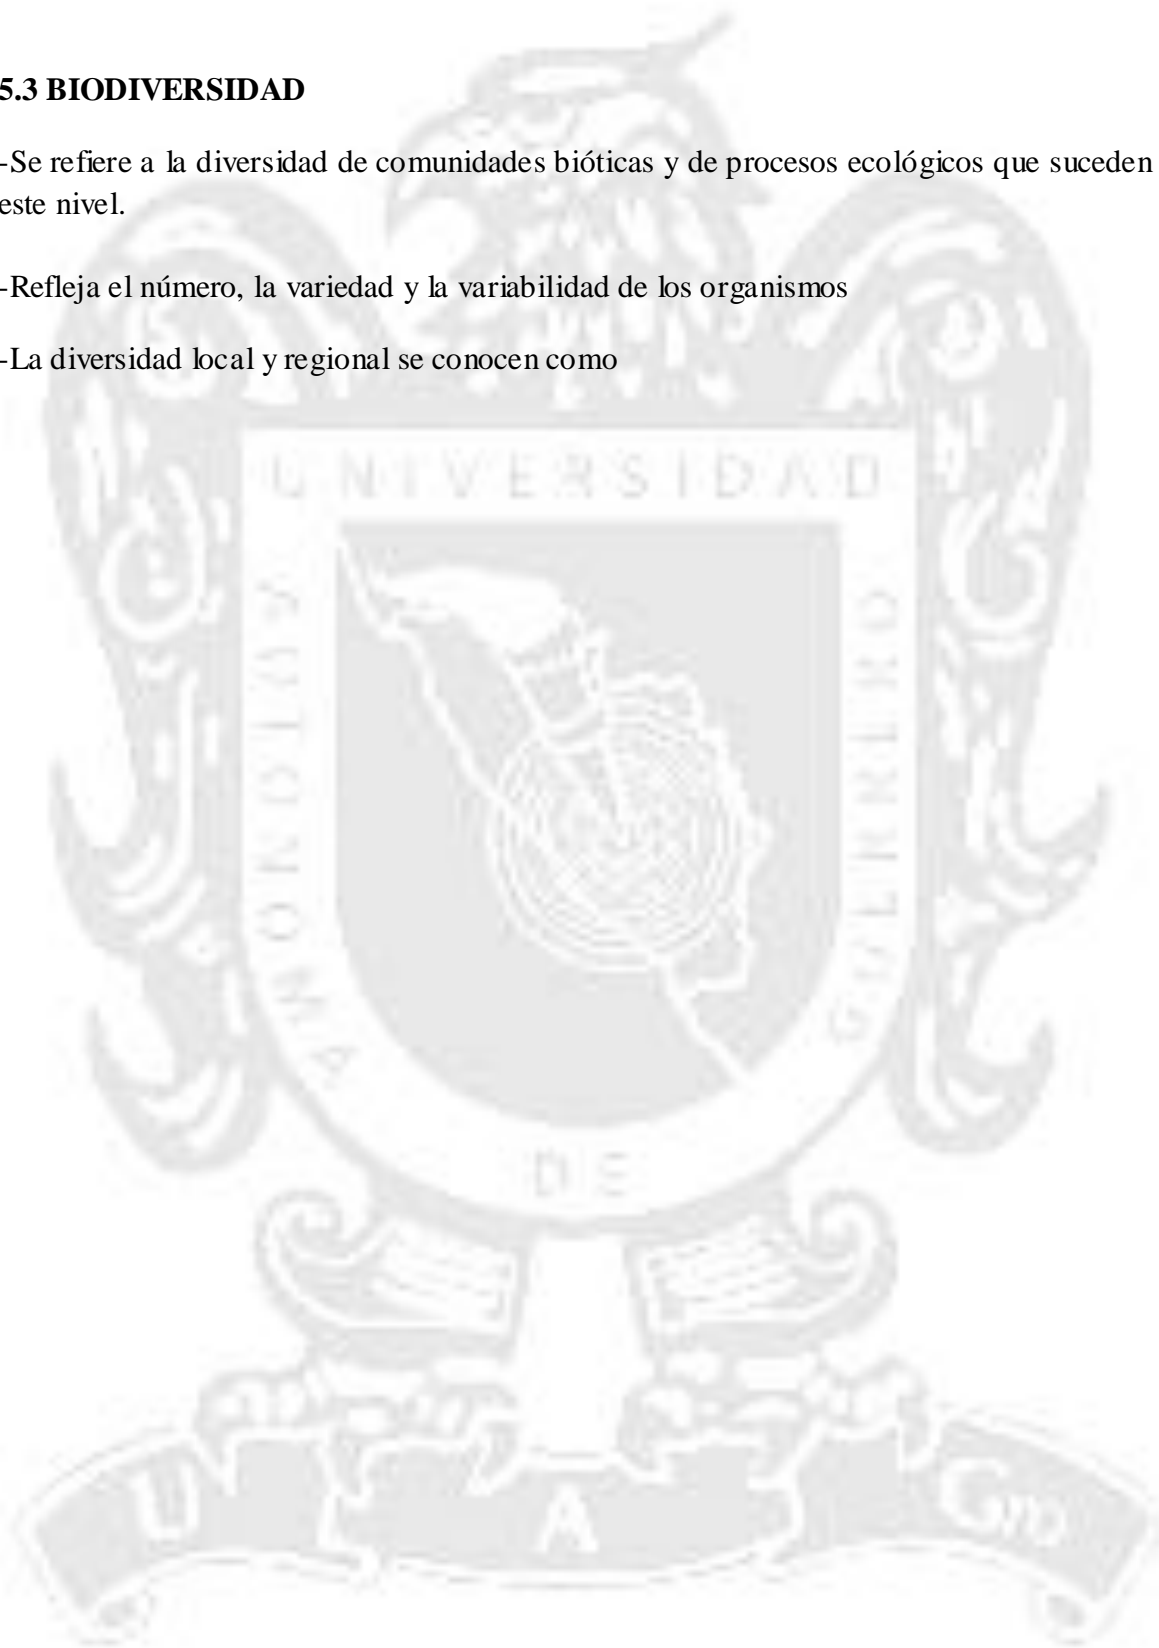 5.3 BIODIVERSIDAD
-Se refiere a la diversidad de comunidades bióticas y de procesos ecológicos que suceden
este nivel.
-Refleja el número, la variedad y la variabilidad de los organismos
-La diversidad local y regional se conocen como
UNIVERSIDAD
AUTONOMA
DE
GUERRERO
U
A
Gro